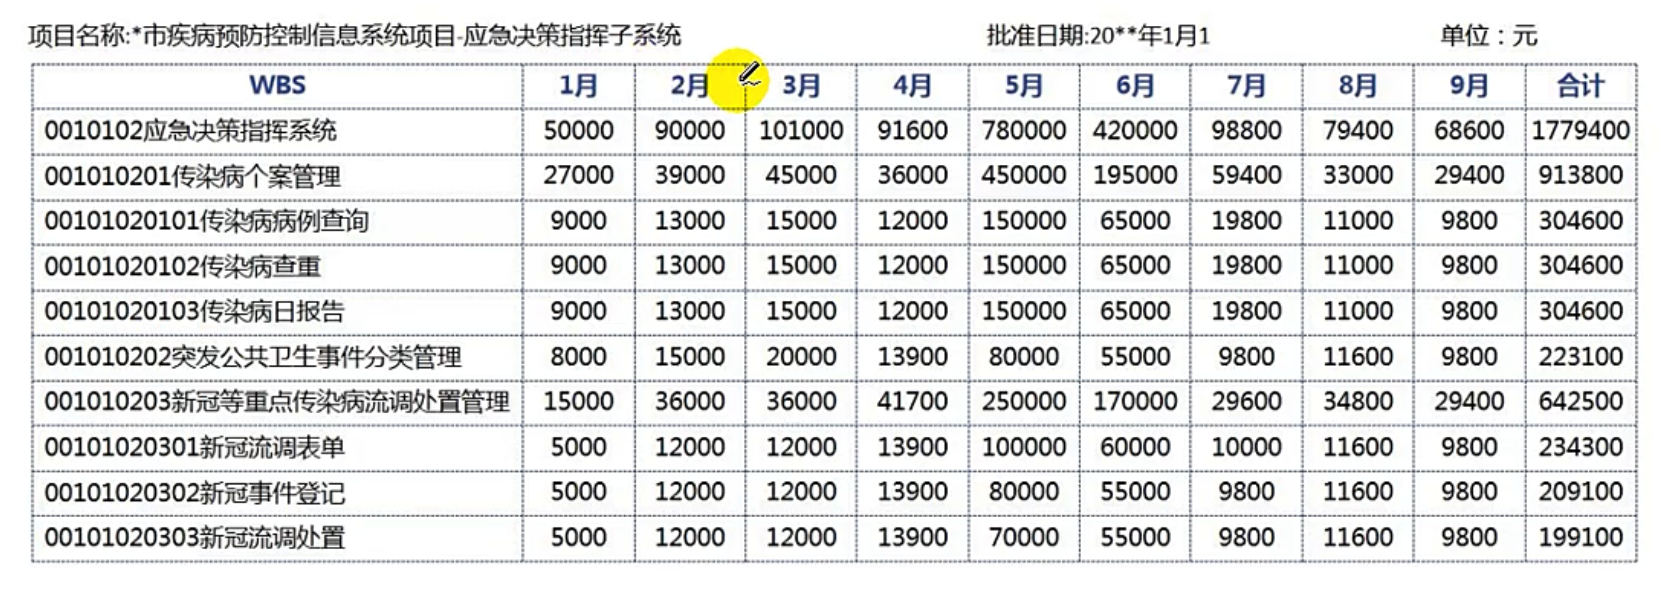 项目名称:*市疾病预防控制信息系统项目-应急决策指挥子系统 批准日期:20**年1月1 单位：元
WBS 1月 2月 3月 4月 5月 6月 7月 8月 9月 合计
0010102应急决策指挥系统 50000 90000 101000 91600 780000 420000 98800 79400 68600 1779400
001010201传染病个案管理 27000 39000 45000 36000 450000 195000 59400 33000 29400 913800
00101020101传染病病例查询 9000 13000 15000 12000 150000 65000 19800 11000 9800 304600
00101020102传染病查重 9000 13000 15000 12000 150000 65000 19800 11000 9800 304600
00101020103传染病日报告 9000 13000 15000 12000 150000 65000 19800 11000 9800 304600
001010202突发公共卫生事件分类管理 8000 15000 20000 13900 80000 55000 9800 11600 9800 223100
001010203新冠等重点传染病流调处置管理 15000 36000 36000 41700 250000 170000 29600 34800 29400 642500
00101020301新冠流调表单 5000 12000 12000 13900 100000 60000 10000 11600 9800 234300
00101020302新冠事件登记 5000 12000 12000 13900 80000 55000 9800 11600 9800 209100
00101020303新冠流调处置 5000 12000 12000 13900 70000 55000 9800 11600 9800 199100